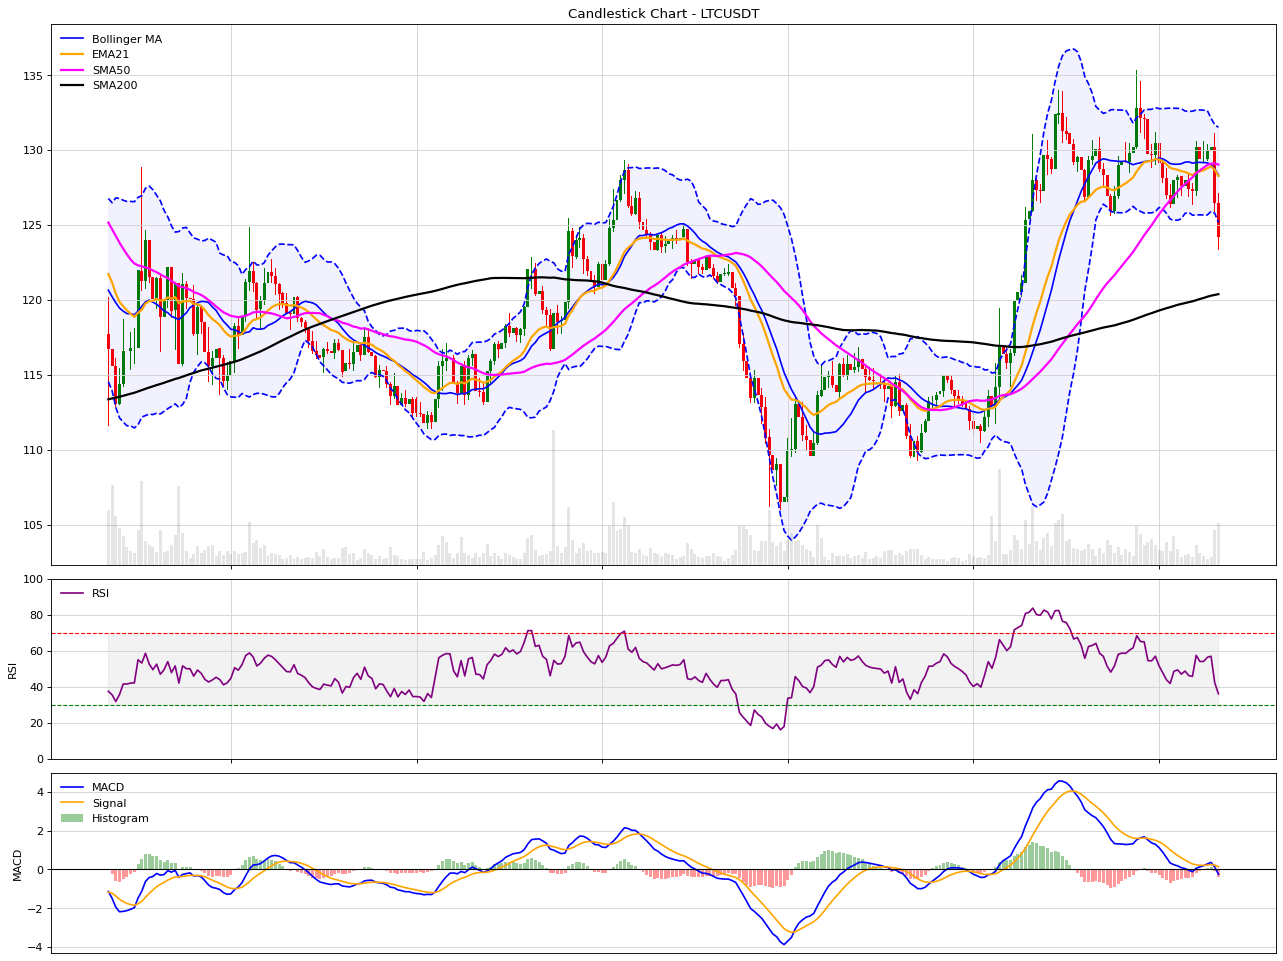 Candlestick Chart - LTCUSDT
Bollinger MA
EMA21
SMA50
SMA200
135
130
125
120
115
110
105
RSI
100
80
60
40
20
0
RSI
MACD
Signal
Histogram
4
2
0
−2
−4
MACD